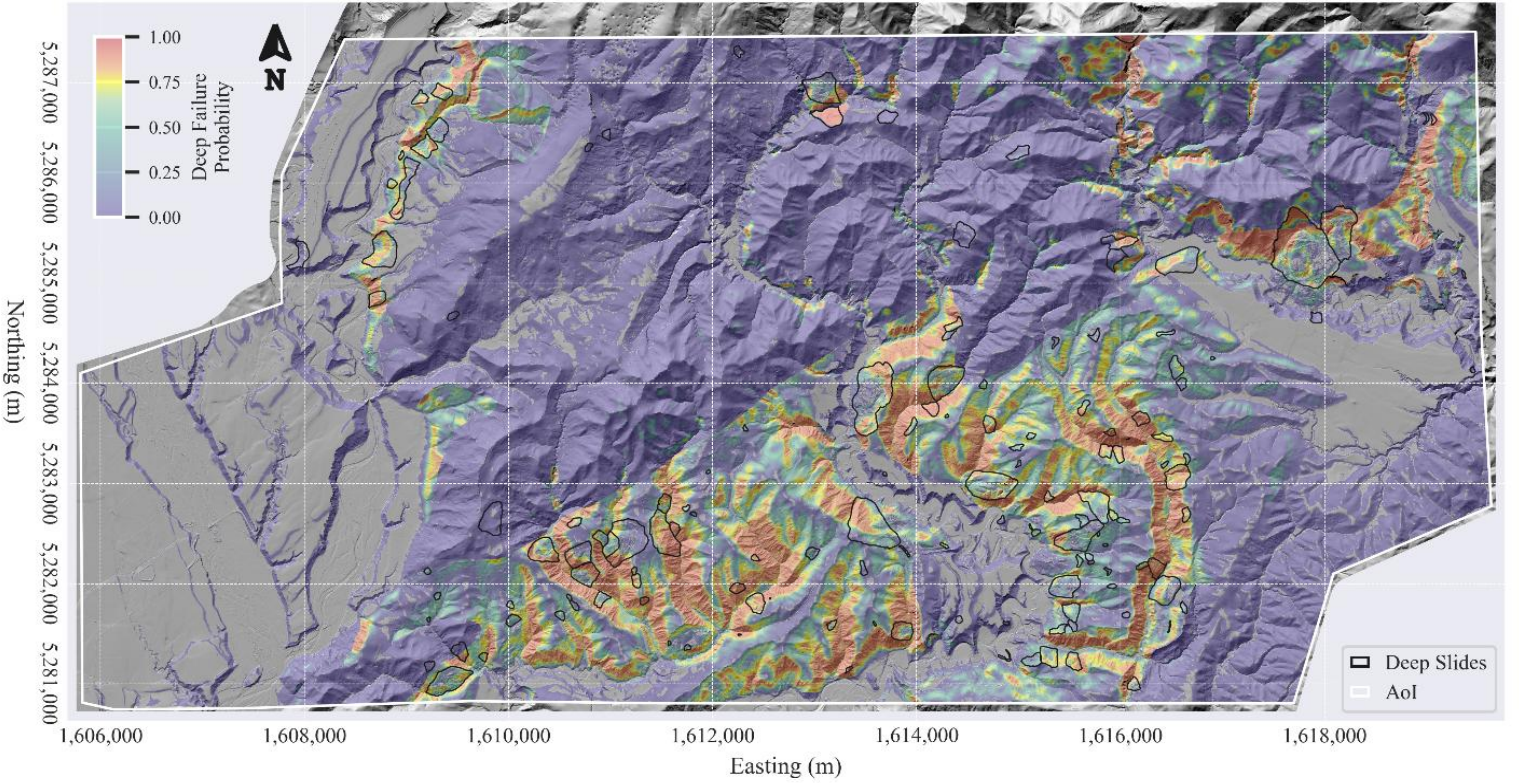 1.00
0.75
0.50
0.25
0.00
Deep Failure
Probability
N
5,287,000
5,286,000
5,285,000
5,284,000
5,283,000
5,282,000
5,281,000
Northing (m)
Deep Slides
AoI
1,606,000
1,608,000
1,610,000
1,612,000
1,614,000
1,616,000
1,618,000
Easting (m)